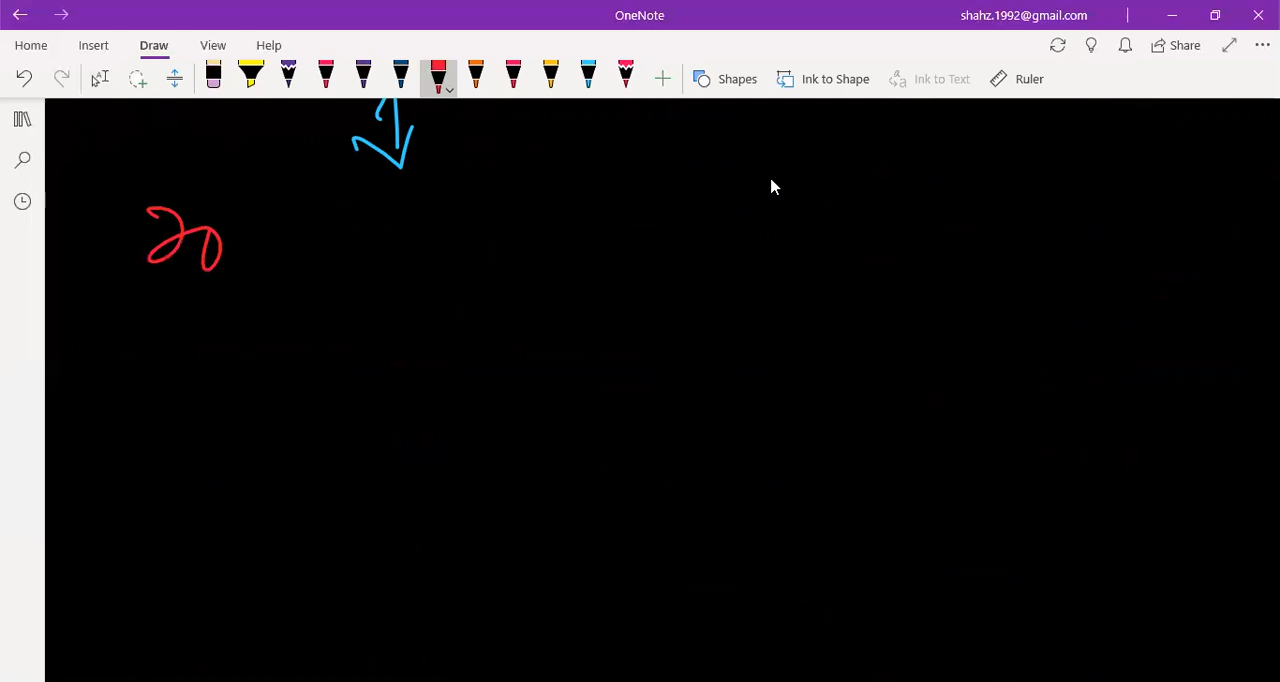 OneNote
shahz.1992@gmail.com
Home Insert Draw View Help
Share
Shapes Ink to Shape Ink to Text Ruler
20